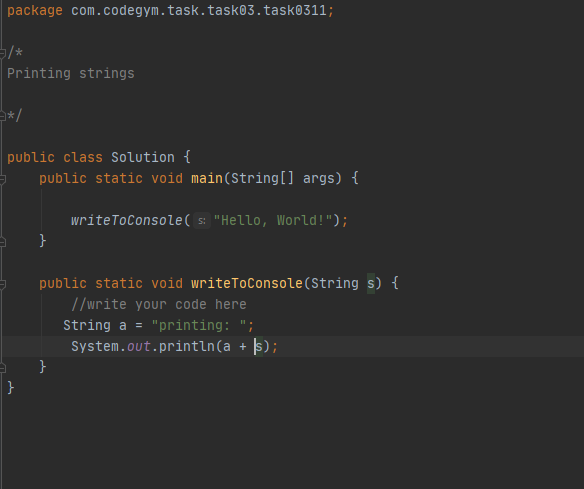 package com.codegym.task.task03.task0311;
/*
Printing strings
*/
public class Solution {
public static void main(String[] args) {
writeToConsole( s: "Hello, World!");
}
public static void writeToConsole(String s) {
//write your code here
String a = "printing: ";
System.out.println(a + s);
}
}